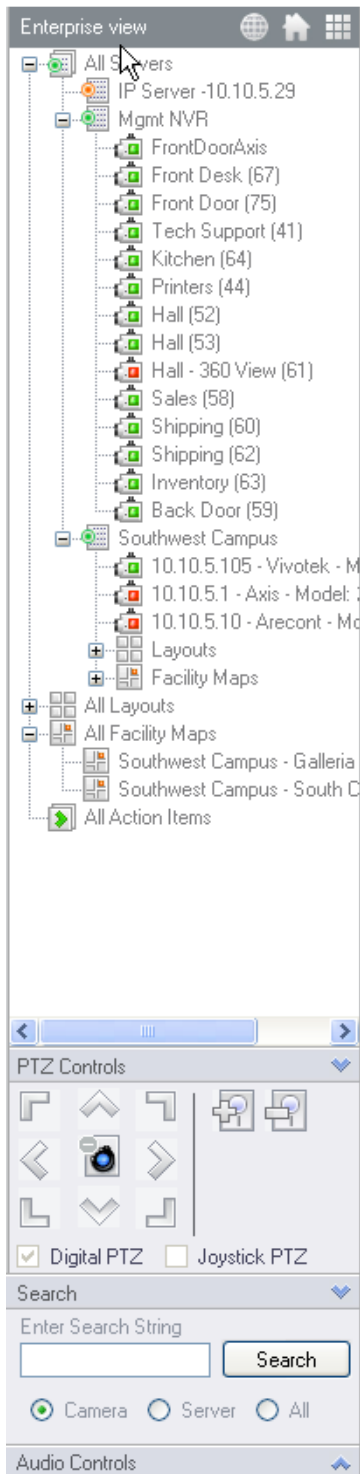 Enterprise view
All Servers
IP Server -10.10.5.29
Mgmt NVR
FrontDoorAxis
Front Desk (67)
Front Door (75)
Tech Support (41)
Kitchen (64)
Printers (44)
Hall (52)
Hall (53)
Hall - 360 View (61)
Sales (58)
Shipping (60)
Shipping (62)
Inventory (63)
Back Door (59)
Southwest Campus
10.10.5.105 - Vivotek - M
10.10.5.1 - Axis - Model:
10.10.5.10 - Arecont - Mo
Layouts
Facility Maps
All Layouts
All Facility Maps
Southwest Campus - Galleria
Southwest Campus - South C
All Action Items
PTZ Controls
Digital PTZ Joystick PTZ
Search
Enter Search String
Search
Camera Server All
Audio Controls